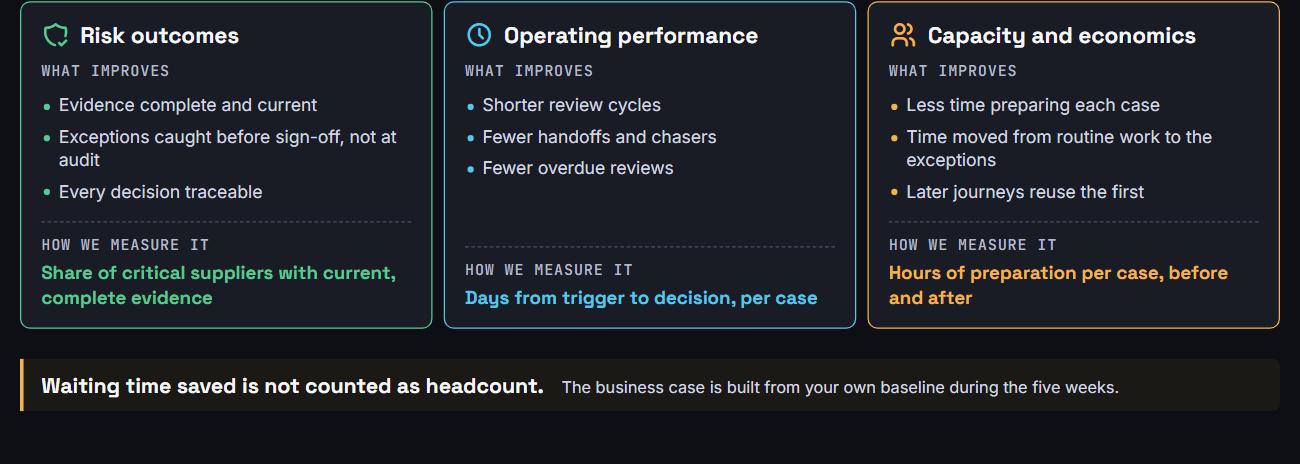 Risk outcomes
WHAT IMPROVES
Evidence complete and current
Exceptions caught before sign-off, not at
audit
Every decision traceable
HOW WE MEASURE IT
Share of critical suppliers with current,
complete evidence
Operating performance
WHAT IMPROVES
Shorter review cycles
Fewer handoffs and chasers
Fewer overdue reviews
HOW WE MEASURE IT
Days from trigger to decision, per case
Capacity and economics
WHAT IMPROVES
Less time preparing each case
Time moved from routine work to the
exceptions
Later journeys reuse the first
HOW WE MEASURE IT
Hours of preparation per case, before
and after
Waiting time saved is not counted as headcount. The business case is built from your own baseline during the five weeks.